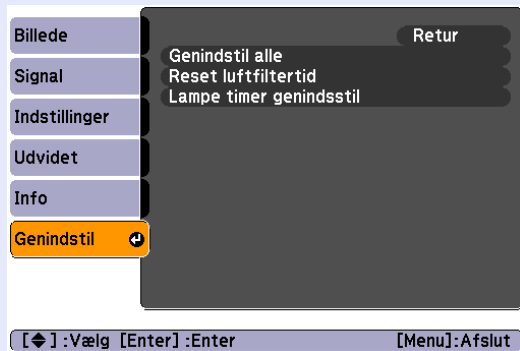 Billede
Signal
Indstillinger
Udvidet
Info
Genindstil
Retur
Genindstil alle
Reset luftfiltertid
Lampe timer genindsstil
[◆] :Vælg [Enter] :Enter [Menu]:Afslut